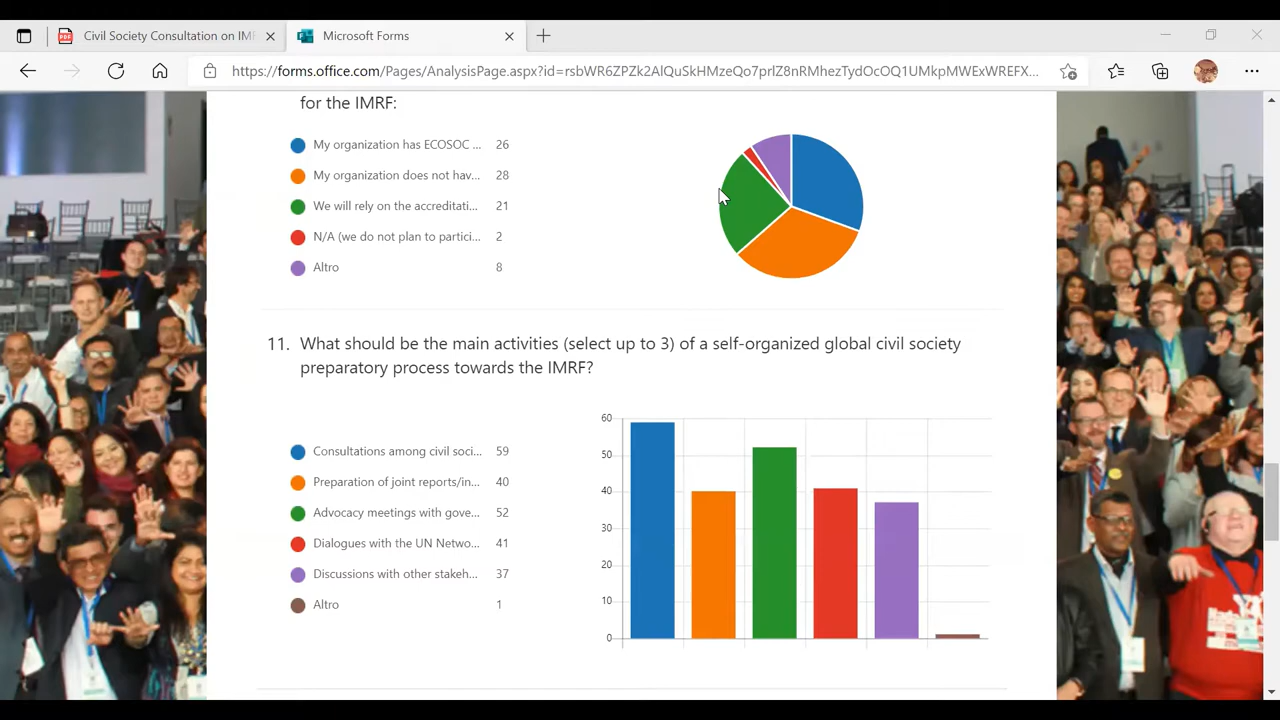 Civil Society Consultation on IMF
Microsoft Forms
https://forms.office.com/Pages/AnalysisPage.aspx?id=rsbWR6ZPZk2AlQuSkHMzeQo7prlZ8nRMhezTydOcOQ1UMkpMWExWREFX...
for the IMRF:
My organization has ECOSOC ... 26
My organization does not hav... 28
We will rely on the accreditati... 21
N/A (we do not plan to partici... 2
Altro 8
11. What should be the main activities (select up to 3) of a self-organized global civil society
preparatory process towards the IMRF?
Consultations among civil soci... 59
Preparation of joint reports/in... 40
Advocacy meetings with gove... 52
Dialogues with the UN Netwo... 41
Discussions with other stakeh... 37
Altro 1
60
50
40
30
20
10
0